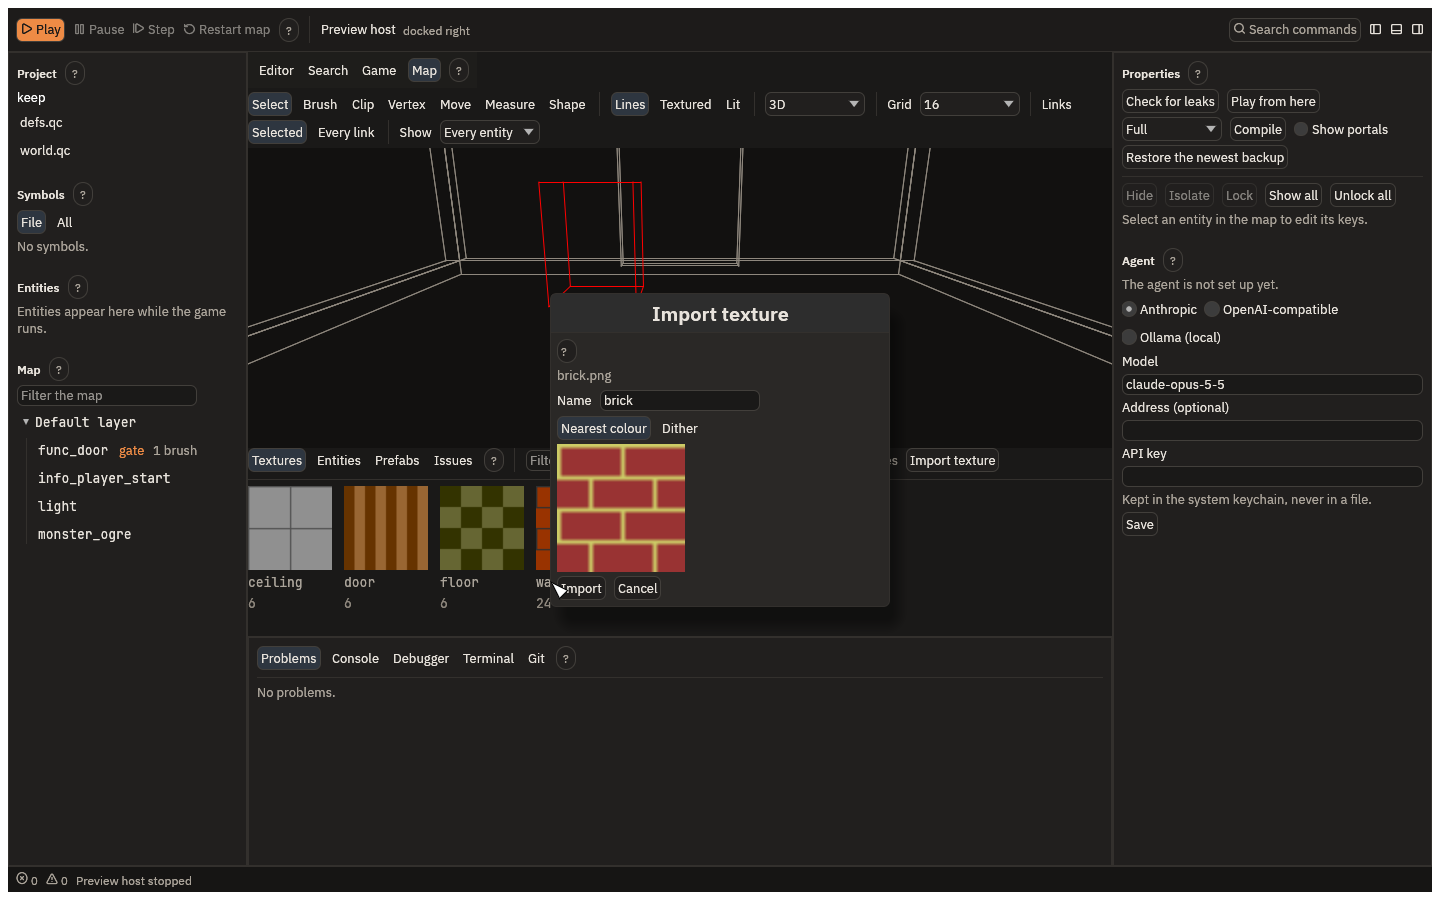 Play Pause Step Restart map ? Preview host docked right Search commands
Project ?
keep
defs.qc
world.qc
Symbols ?
File All
No symbols.
Entities ?
Entities appear here while the game
runs.
Map ?
Filter the map
Default layer
func_door gate 1 brush
info_player_start
light
monster_ogre
Editor Search Game Map ?
Select Brush Clip Vertex Move Measure Shape Lines Textured Lit 3D Grid 16 Links
Selected Every link Show Every entity
Import texture
?
brick.png
Name brick
Nearest colour Dither
Import Cancel
Textures Entities Prefabs Issues ? Import texture
ceiling door floor
6 6 6 24
Problems Console Debugger Terminal Git ?
No problems.
Properties ?
Check for leaks Play from here
Full Compile Show portals
Restore the newest backup
Hide Isolate Lock Show all Unlock all
Select an entity in the map to edit its keys.
Agent ?
The agent is not set up yet.
Anthropic OpenAI-compatible
Ollama (local)
Model
claude-opus-5-5
Address (optional)
API key
Kept in the system keychain, never in a file.
Save
0 0 Preview host stopped